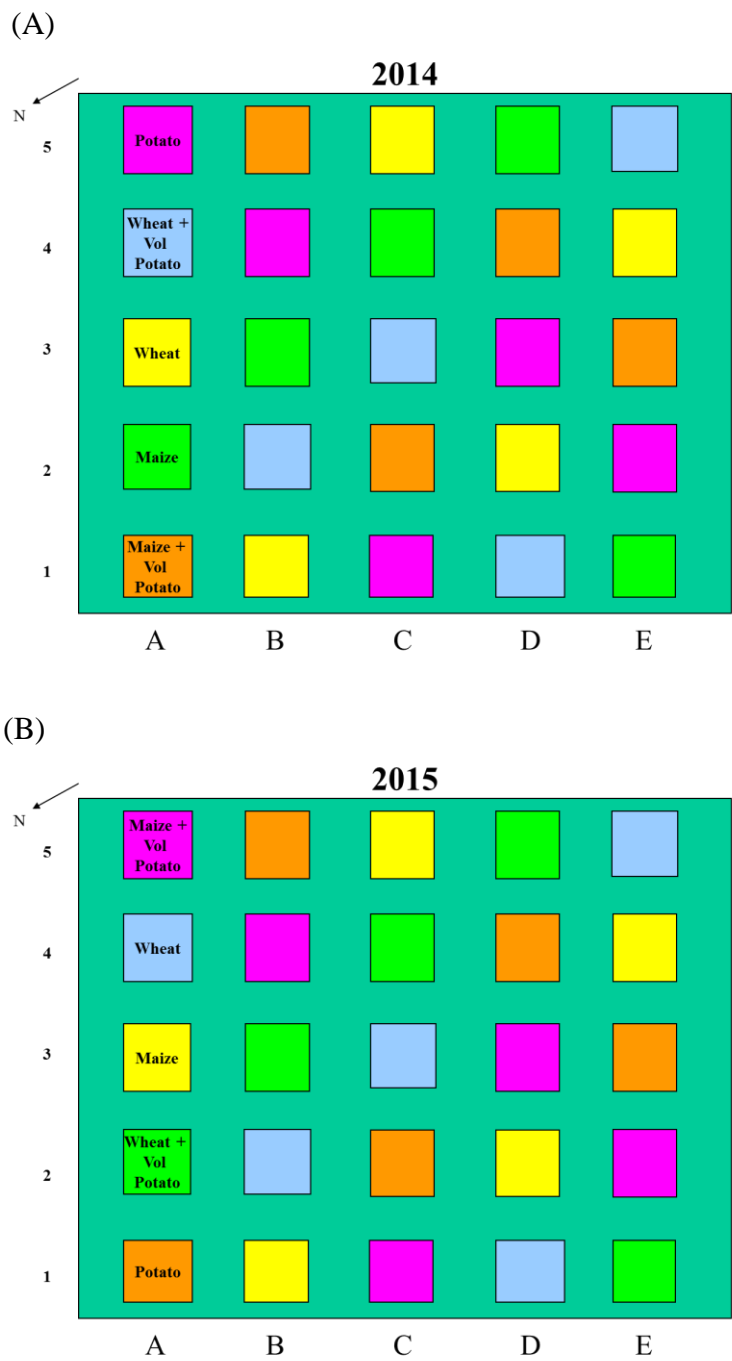 (A)
2014
N
5
Potato
4
Wheat +
Vol
Potato
3
Wheat
2
Maize
1
Maize +
Vol
Potato
A B C D E
(B)
2015
N
5
Maize +
Vol
Potato
4
Wheat
3
Maize
2
Wheat +
Vol
Potato
1
Potato
A B C D E